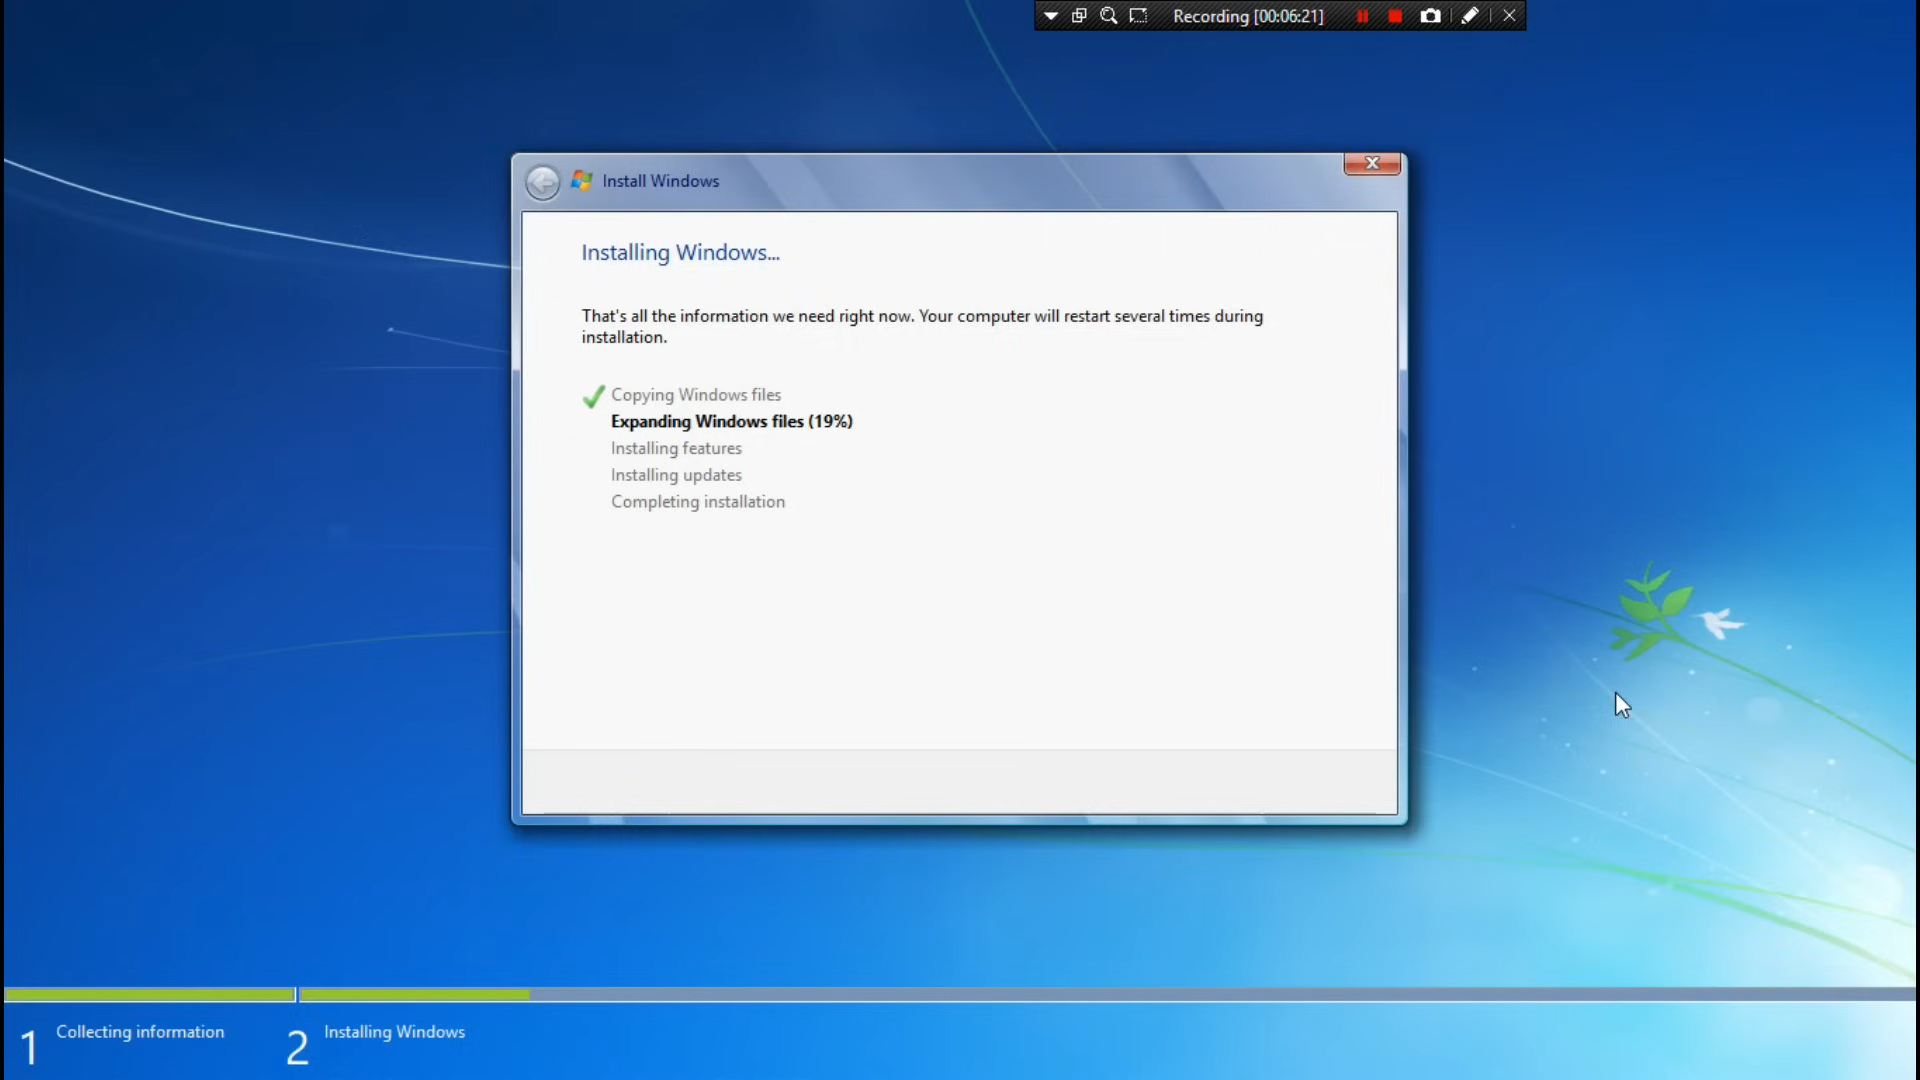 Recording [00:06:21]
Install Windows
Installing Windows...
That's all the information we need right now. Your computer will restart several times during
installation.
Copying Windows files
Expanding Windows files (19%)
Installing features
Installing updates
Completing installation
1 Collecting information 2 Installing Windows